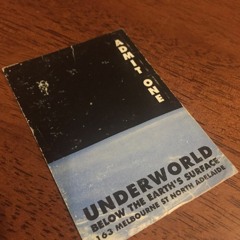 ADMIT ONE
UNDERWORLD
BELOW THE EARTH'S SURFACE
163 MELBOURNE ST NORTH ADELAIDE